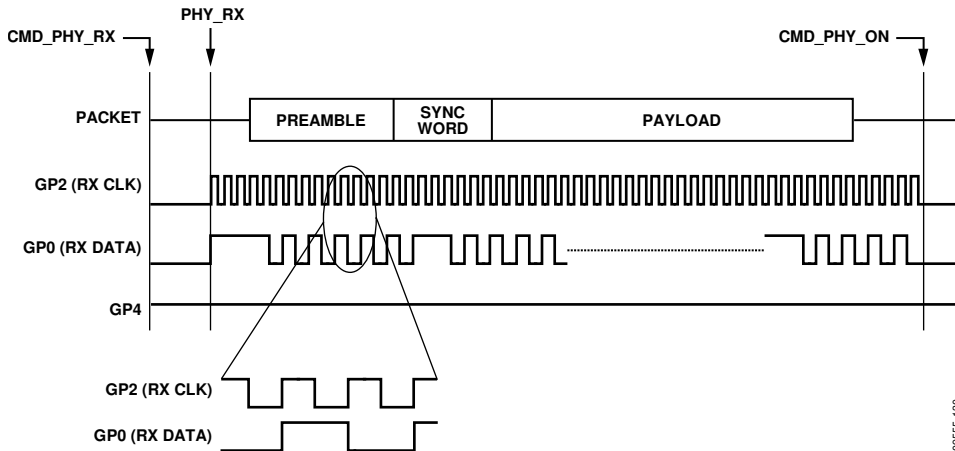 PHY_RX
CMD_PHY_RX
CMD_PHY_ON
PACKET
PREAMBLE
SYNC
WORD
PAYLOAD
GP2 (RX CLK)
GP0 (RX DATA)
GP4
GP2 (RX CLK)
GP0 (RX DATA)